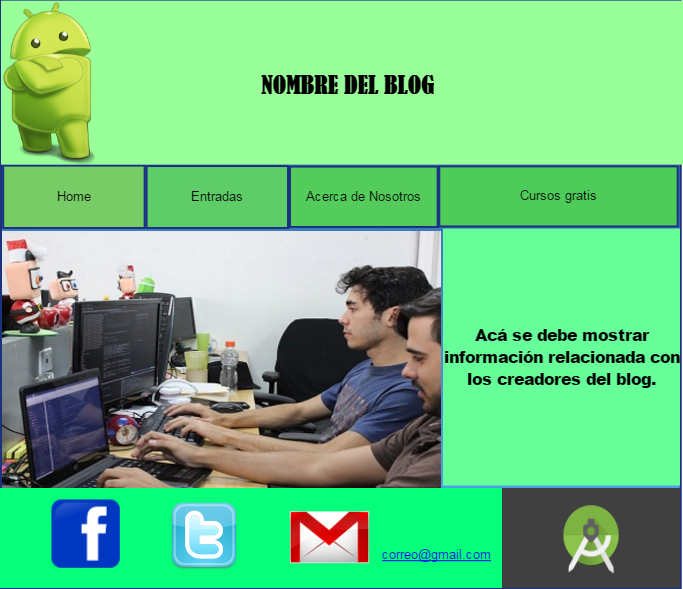 NOMBRE DEL BLOG
Home
Entradas
Acerca de Nosotros
Cursos gratis
Acá se debe mostrar
información relacionada con
los creadores del blog.
correo@gmail.com